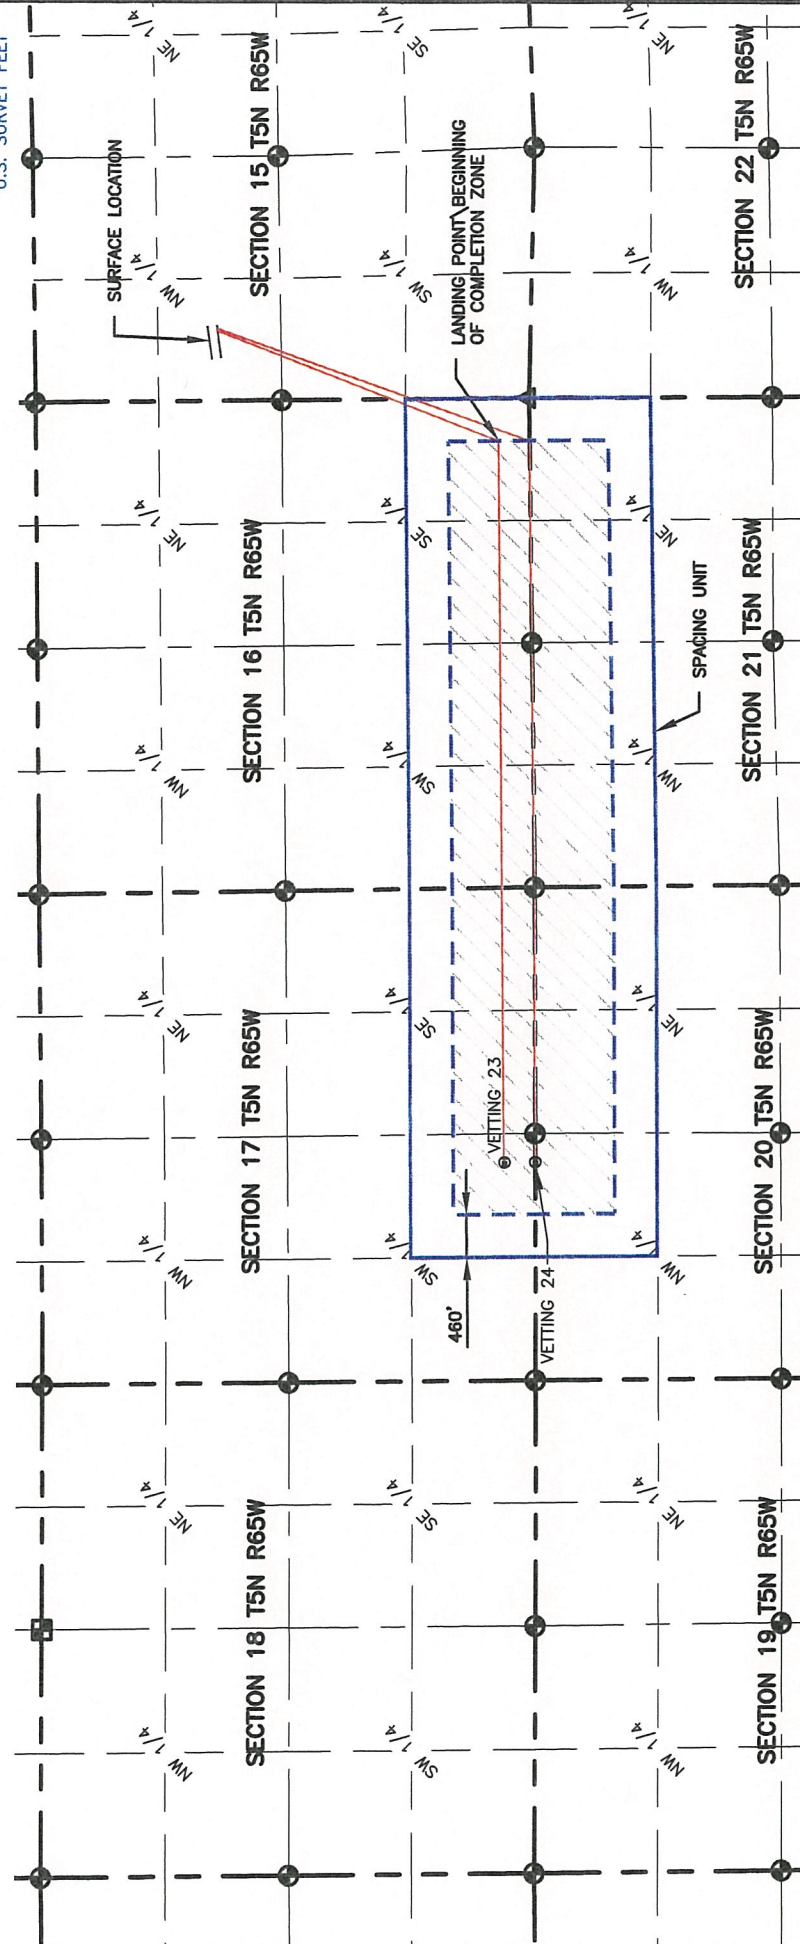 U.S. SURVEY FEET
SURFACE LOCATION
NW 1/4
NE 1/4
NW 1/4
NE 1/4
NW 1/4
NE 1/4
NW 1/4
NE 1/4
SECTION 18 T5N R65W
SECTION 17 T5N R65W
SECTION 16 T5N R65W
SECTION 15 T5N R65W
SW 1/4
SE 1/4
SW 1/4
SE 1/4
SW 1/4
SE 1/4
SW 1/4
SE 1/4
460'
LANDING POINT\BEGINNING
OF COMPLETION ZONE
VETTING 23
VETTING 24
NW 1/4
NE 1/4
NW 1/4
NE 1/4
NW 1/4
NE 1/4
NW 1/4
NE 1/4
SPACING UNIT
SECTION 19 T5N R65W
SECTION 20 T5N R65W
SECTION 21 T5N R65W
SECTION 22 T5N R65W